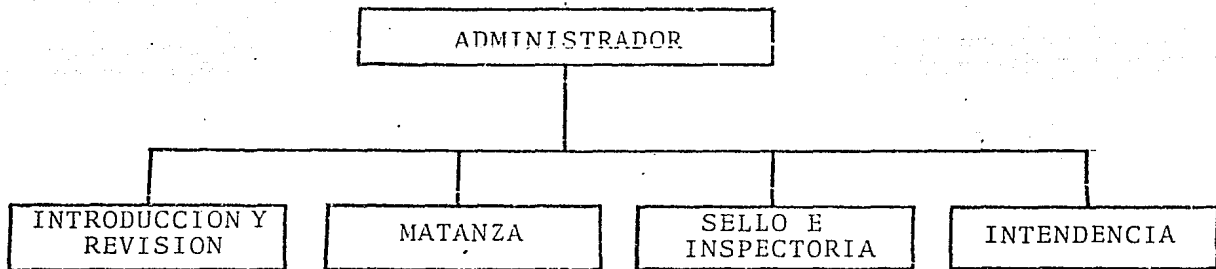 ADMINISTRADOR
INTRODUCCION Y
REVISION
MATANZA
SELLO E
INSPECTORIA
INTENDENCIA